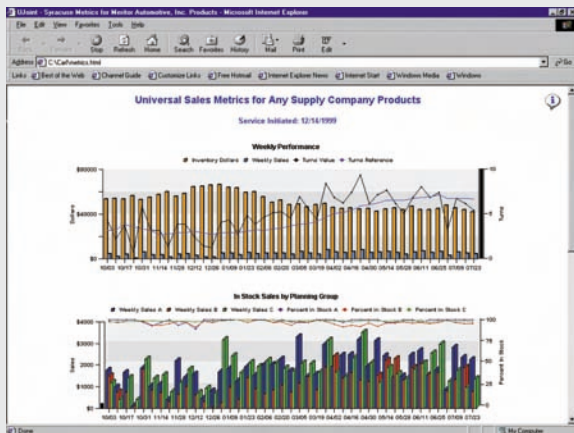 UJoint - Syracuse Metrics for Mentor Automotive, Inc. Products - Microsoft Internet Explorer
File Edit View Favorites Tools Help
Back Forward Stop Refresh Home Search Favorites History Mail Print Edit
Address C:\Carl\metrics.html Go
Links Best of the Web Channel Guide Customize Links Free Hotmail Internet Explorer News Internet Start Windows Media Windows
Universal Sales Metrics for Any Supply Company Products
Service Initiated: 12/14/1999
Weekly Performance
Inventory Dollars Weekly Sales Turns Value Turns Reference
$80000 10
Dollars Turns
$40000 5
$0 0
10/03 10/17 10/31 11/14 11/28 12/12 12/26 01/09 01/23 02/06 02/20 03/05 03/19 04/02 04/16 04/30 05/14 05/28 06/11 06/25 07/09 07/23
In Stock Sales by Planning Group
Weekly Sales A Weekly Sales B Weekly Sales C Percent In Stock A Percent In Stock B Percent In Stock C
$4000 100
$3000 75
Sales Percent In Stock
$2000 50
$1000 25
$0 0
10/03 10/17 10/31 11/14 11/28 12/12 12/26 01/09 01/23 02/06 02/20 03/05 03/19 04/02 04/16 04/30 05/14 05/28 06/11 06/25 07/09 07/23
Done My Computer